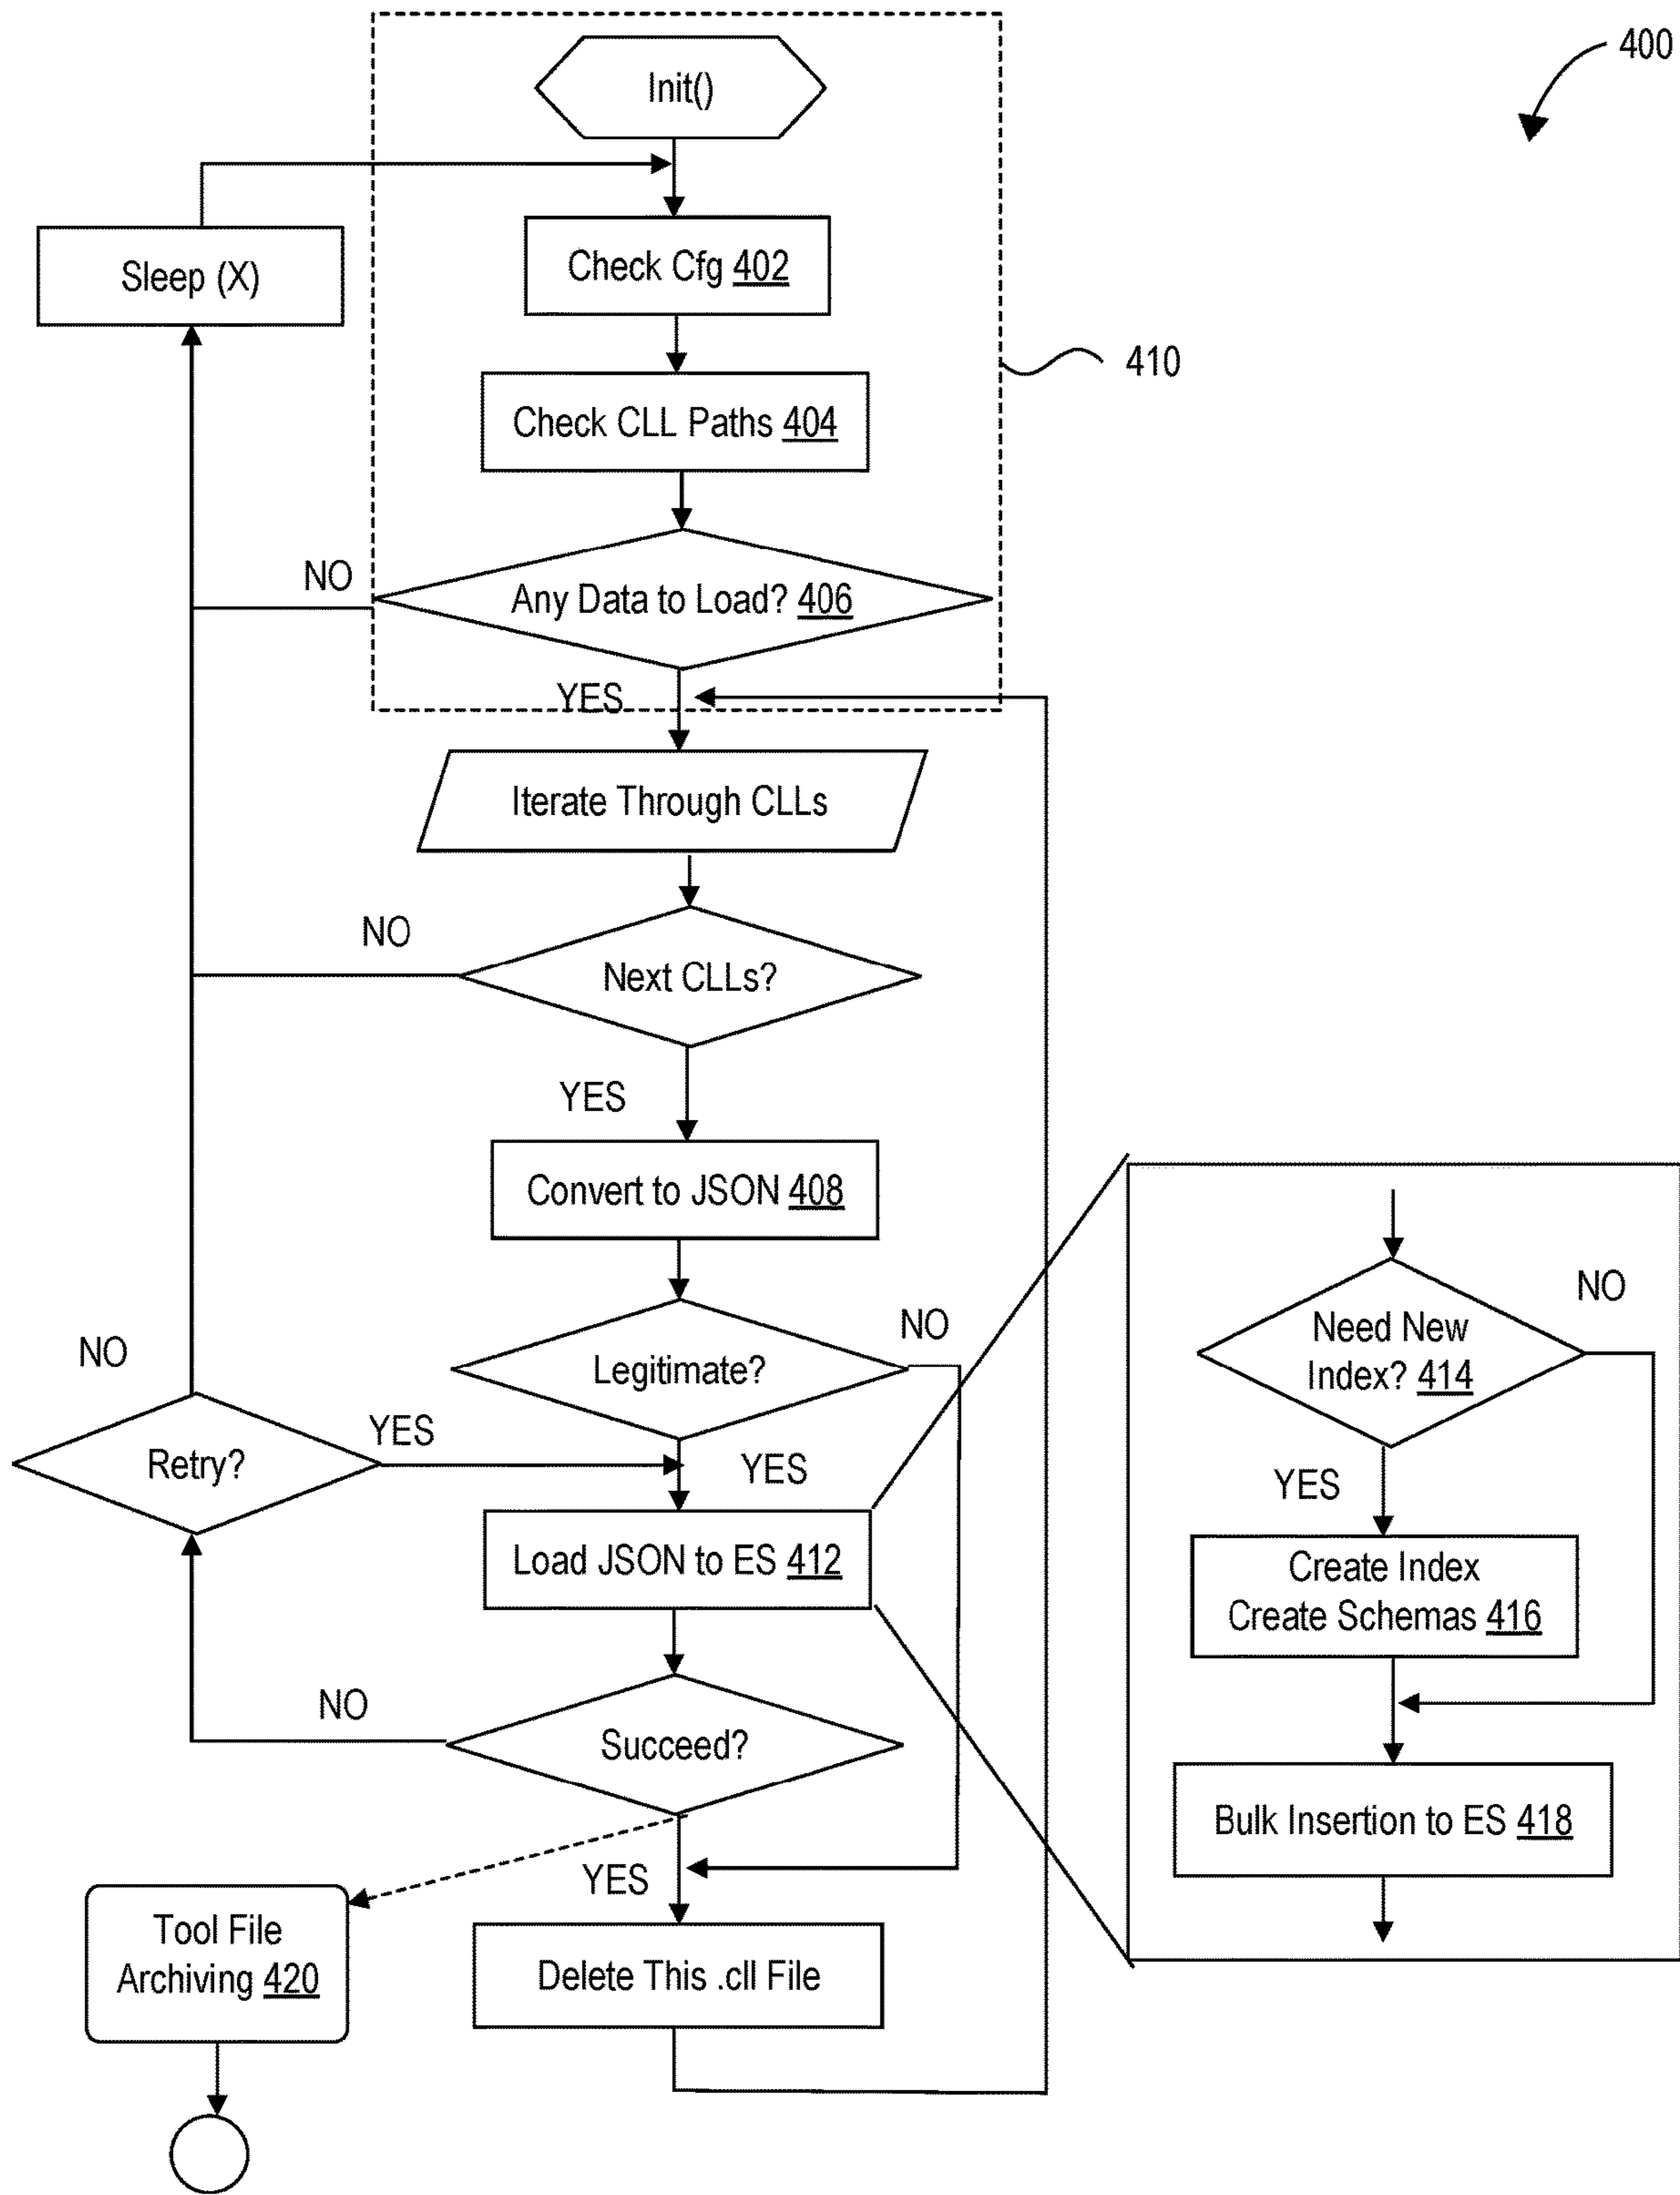 400
Init()
Sleep (X)
Check Cfg 402
410
Check CLL Paths 404
NO
Any Data to Load? 406
YES
Iterate Through CLLs
NO
Next CLLs?
YES
Convert to JSON 408
NO
Legitimate?
NO
YES
Retry?
YES
Load JSON to ES 412
NO
Succeed?
YES
Tool File
Archiving 420
Delete This .cll File
NO
Need New
Index? 414
YES
Create Index
Create Schemas 416
Bulk Insertion to ES 418